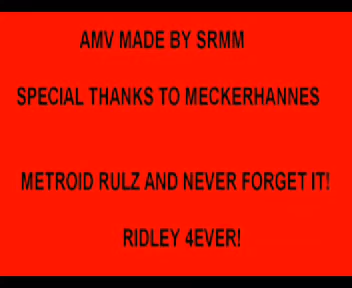 AMV MADE BY SRMM
SPECIAL THANKS TO MECKERHANNES
METROID RULZ AND NEVER FORGET IT!
RIDLEY 4EVER!